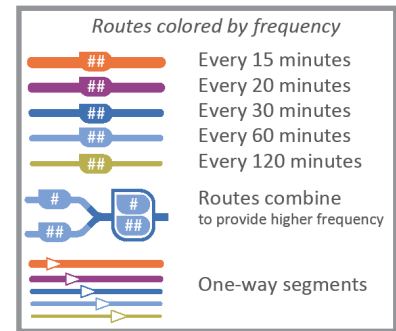 Routes colored by frequency
## Every 15 minutes
## Every 20 minutes
## Every 30 minutes
## Every 60 minutes
## Every 120 minutes
# # Routes combine
## ## to provide higher frequency
One-way segments